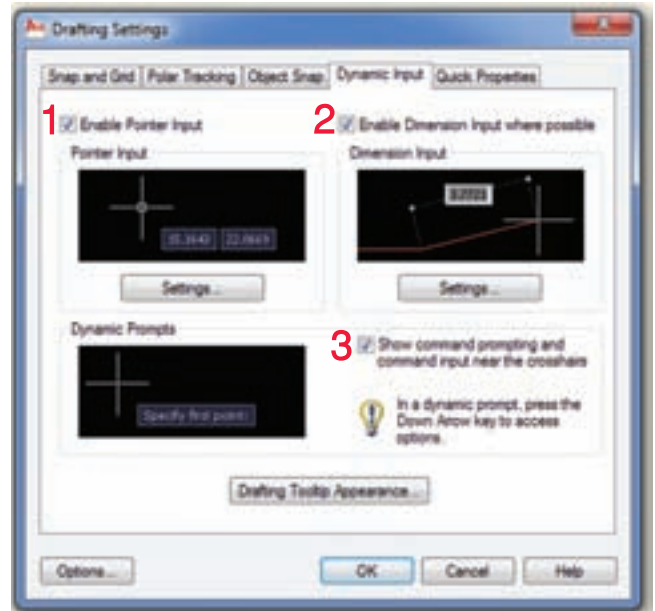 Drafting Settings
Snap and Grid Polar Tracking Object Snap Dynamic Input Quick Properties
1 Enable Pointer Input
2 Enable Dimension Input where possible
Pointer Input
Dimension Input
Settings...
Settings...
Dynamic Prompts
3 Show command prompting and
command input near the crosshairs
Specify first point:
In a dynamic prompt, press the
Down Arrow key to access
options.
Drafting Tooltip Appearance...
Options...
OK
Cancel
Help